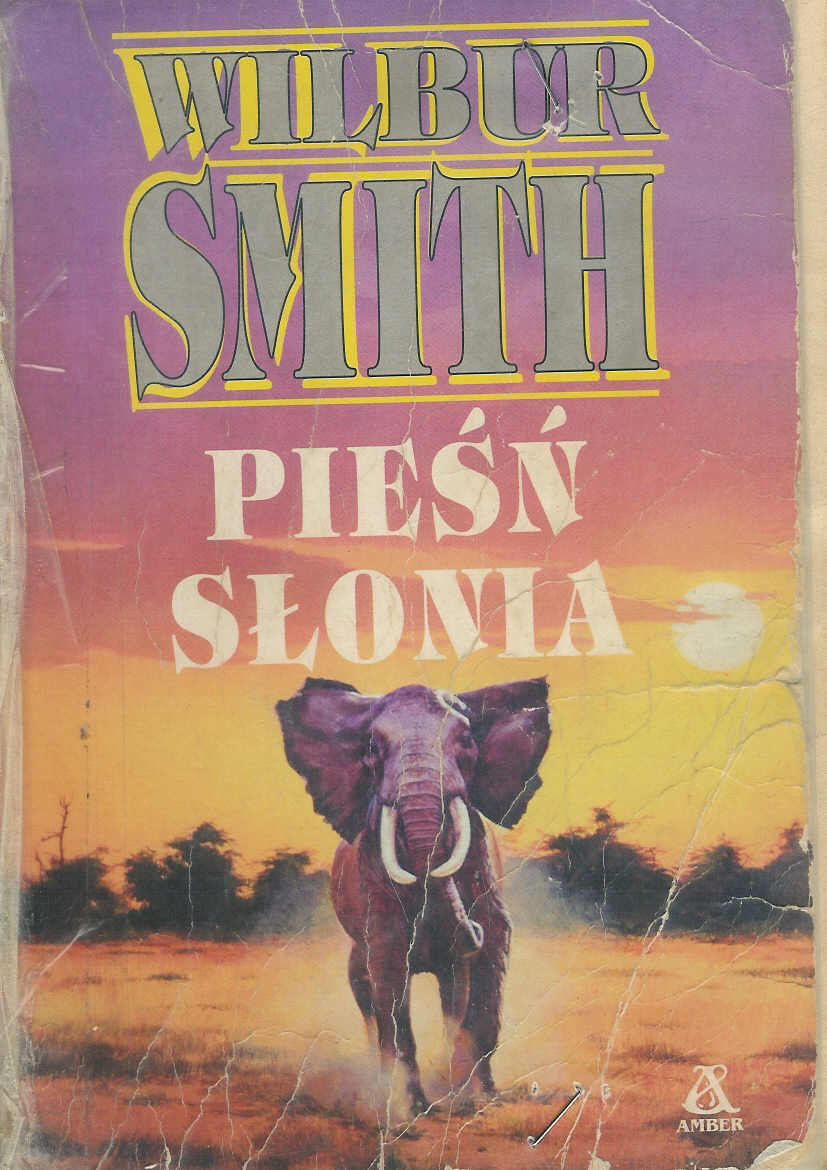 WILBUR
SMITH
PIEŚŃ
SŁONIA
AMBER